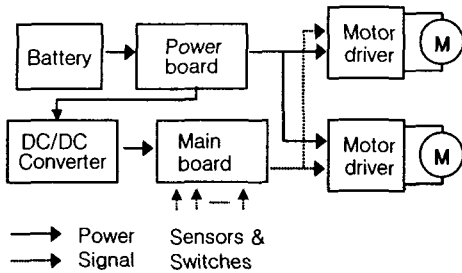 Battery
Power
board
Motor
driver
M
DC/DC
Converter
Main
board
Motor
driver
M
Power
Signal
Sensors &
Switches